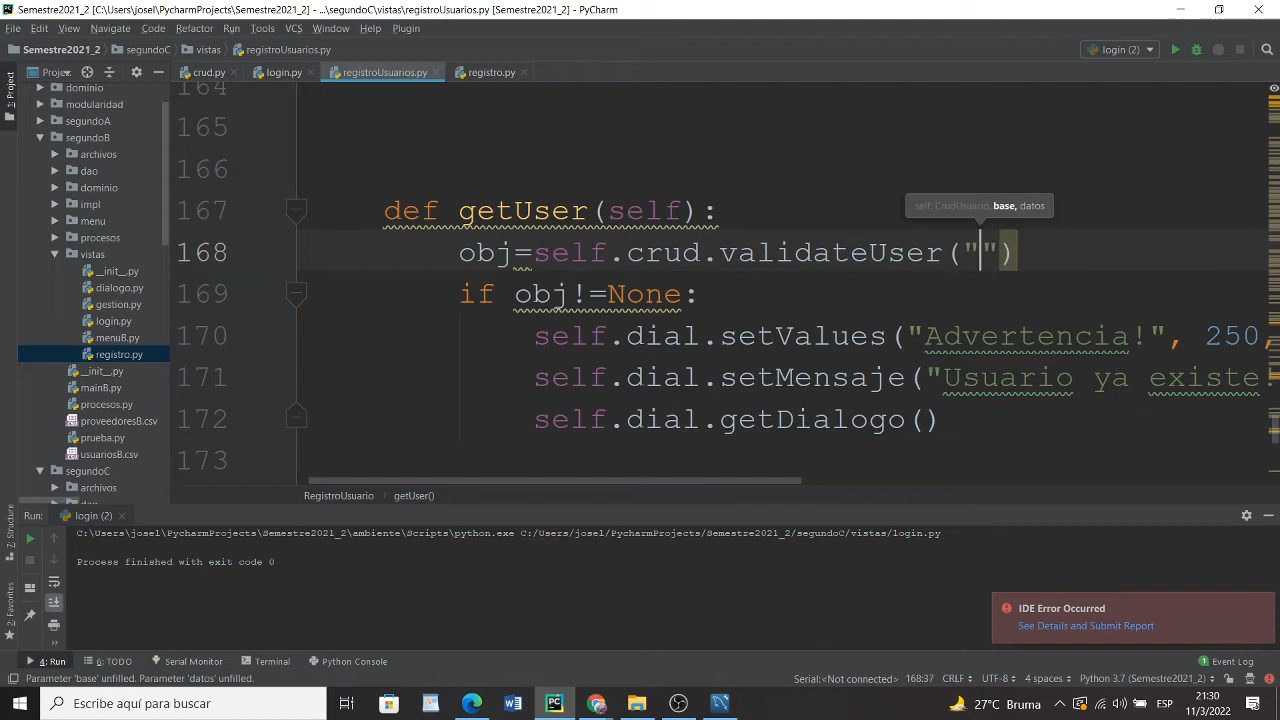 Semestre2021_2 [C:\Users\josel\PycharmProjects\Semestre2021_2] - ...\segundoC\vistas\registroUsuarios.py [Semestre2021_2] - PyCharm
File Edit View Navigate Code Refactor Run Tools VCS Window Help Plugin
Semestre2021_2 segundoC vistas registroUsuarios.py login (2)
Project crud.py login.py registroUsuarios.py registro.py
1: Project
dominio
modularidad
segundoA
segundoB
archivos
dao
dominio
impl
menu
procesos
vistas
__init__.py
dialogo.py
gestion.py
login.py
menuB.py
registro.py
__init__.py
mainB.py
procesos.py
proveedoresB.csv
prueba.py
usuariosB.csv
segundoC
archivos
164
165
166
self: CrudUsuario, base, datos
167 def getUser(self):
168 obj=self.crud.validateUser("")
169 if obj!=None:
170 self.dial.setValues("Advertencia!", 250,
171 self.dial.setMensaje("Usuario ya existe
172 self.dial.getDialogo()
173
RegistroUsuario getUser()
Z: Structure
2: Favorites
Run: login (2)
C:\Users\josel\PycharmProjects\Semestre2021_2\ambiente\Scripts\python.exe C:/Users/josel/PycharmProjects/Semestre2021_2/segundoC/vistas/login.py
Process finished with exit code 0
IDE Error Occurred
See Details and Submit Report
4: Run 6: TODO Serial Monitor Terminal Python Console 1 Event Log
Parameter 'base' unfilled. Parameter 'datos' unfilled. Serial:<Not connected> 168:37 CRLF UTF-8 4 spaces Python 3.7 (Semestre2021_2)
Escribe aquí para buscar
27°C Bruma ESP 21:30
11/3/2022